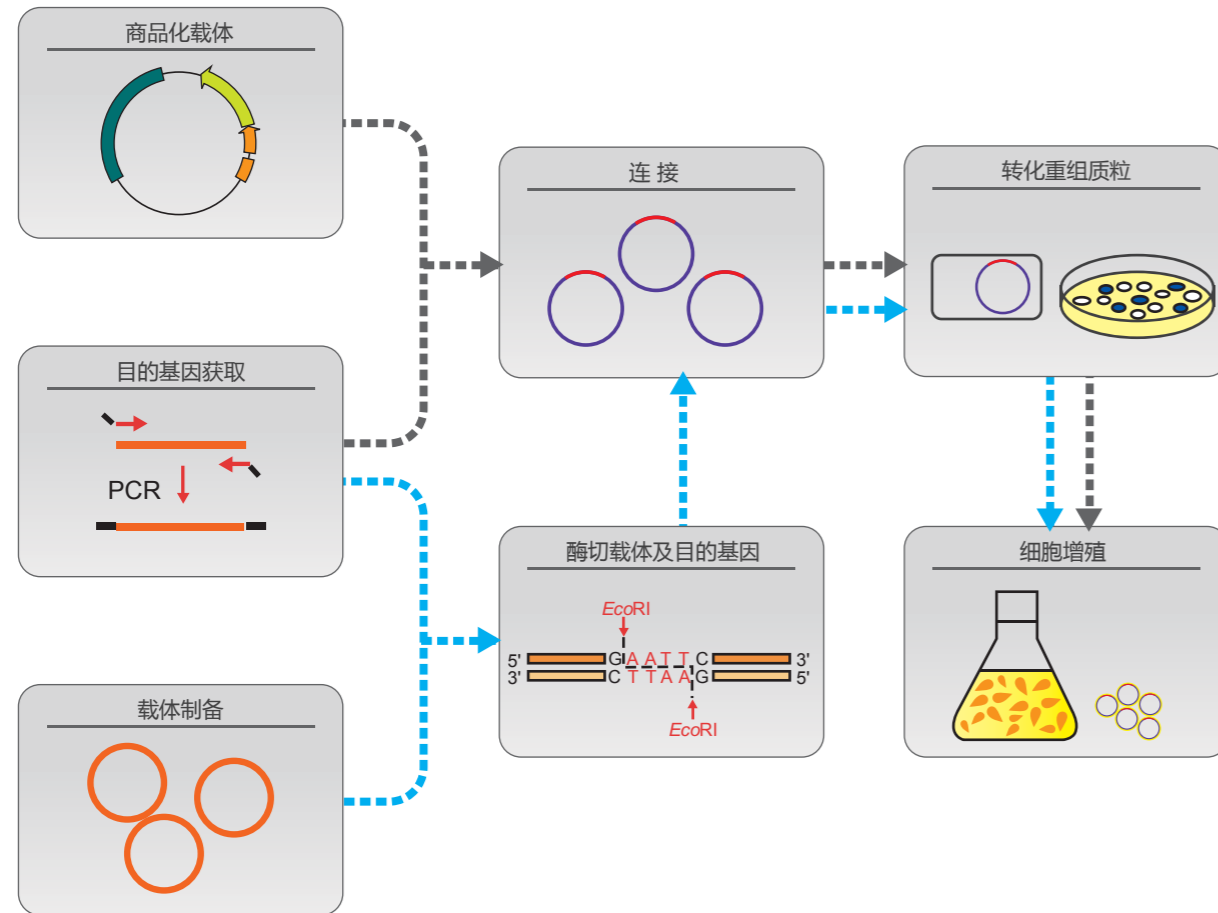 商品化载体
目的基因获取
PCR
载体制备
连 接
酶切载体及目的基因
EcoRI
5' G A A T T C 3'
3' C T T A A G 5'
EcoRI
转化重组质粒
细胞增殖